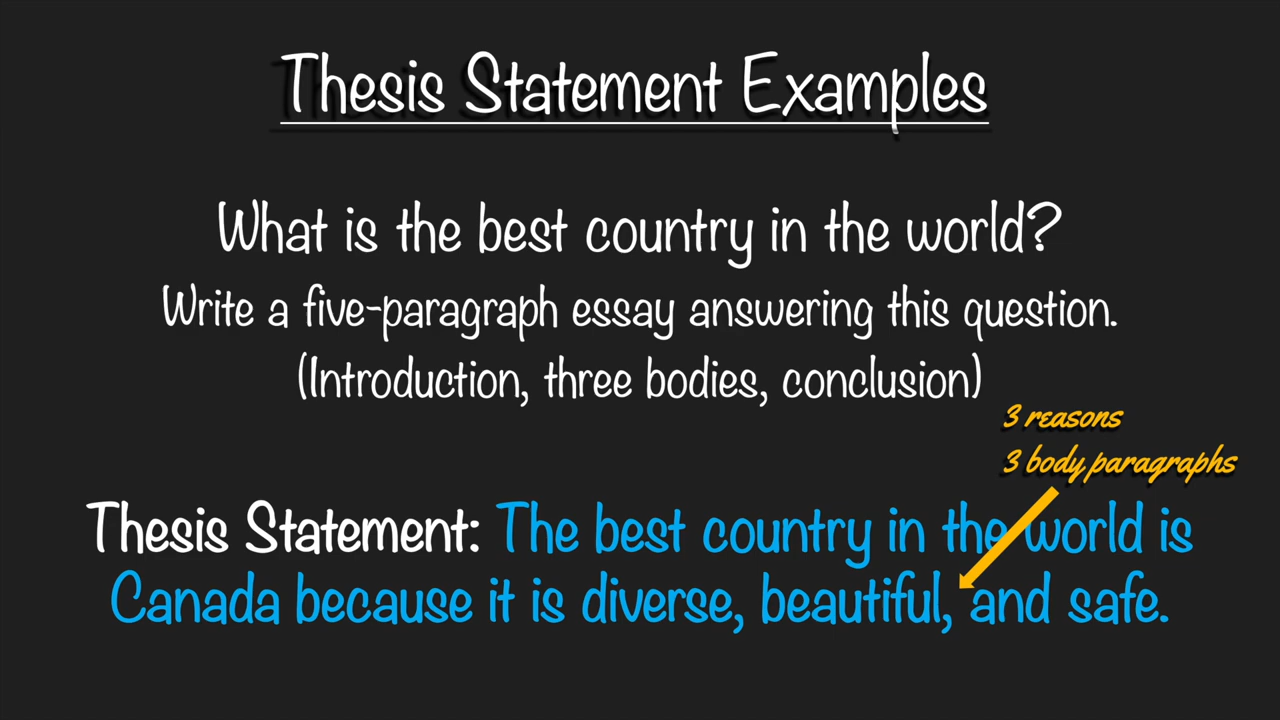 Thesis Statement Examples
What is the best country in the world?
Write a five-paragraph essay answering this question.
(Introduction, three bodies, conclusion)
3 reasons
3 body paragraphs
Thesis Statement: The best country in the world is
Canada because it is diverse, beautiful, and safe.